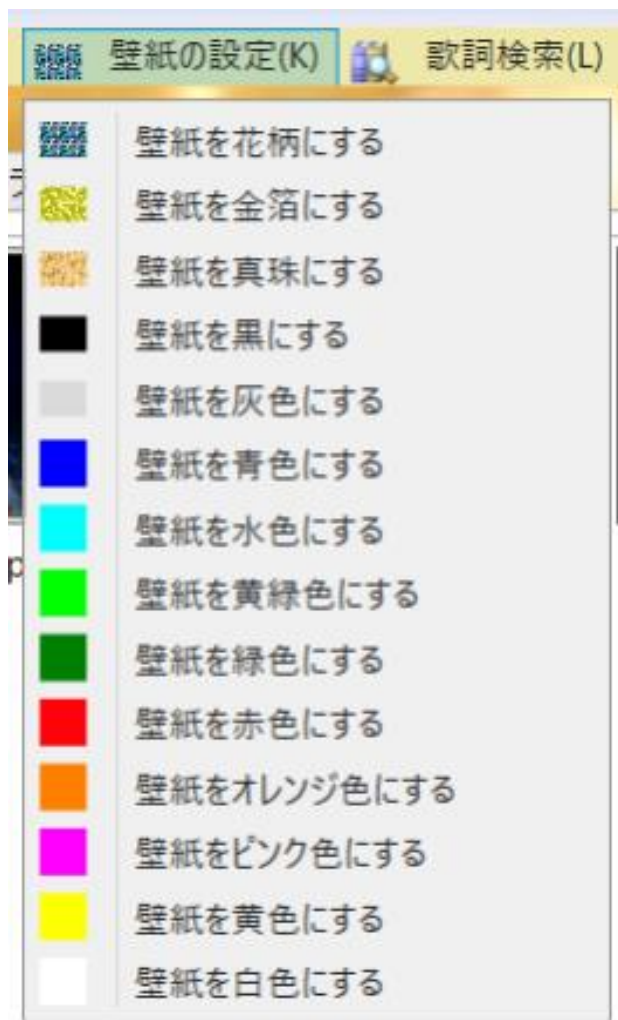 壁紙の設定(K) 歌詞検索(L)
壁紙を花柄にする
壁紙を金箔にする
壁紙を真珠にする
壁紙を黒にする
壁紙を灰色にする
壁紙を青色にする
壁紙を水色にする
壁紙を黄緑色にする
壁紙を緑色にする
壁紙を赤色にする
壁紙をオレンジ色にする
壁紙をピンク色にする
壁紙を黄色にする
壁紙を白色にする